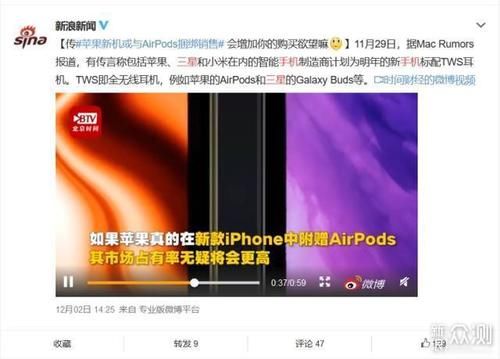 新浪新闻
sina
【传#苹果新机或与AirPods捆绑销售# 会增加你的购买欲望嘛】11月29日，据Mac Rumors
报道，有传言称包括苹果、三星和小米在内的智能手机制造商计划为明年的新手机标配TWS耳
机。TWS即全无线耳机，例如苹果的AirPods和三星的Galaxy Buds等。时间财经的微博视频
BTV
北京时间
如果苹果真的在新款iPhone中附赠AirPods
其市场占有率无疑将会更高
0:37/0:59
微博
12月02日 14:25 来自 专业版微博平台
收藏
转发 9
评论 47
129
新浪众测